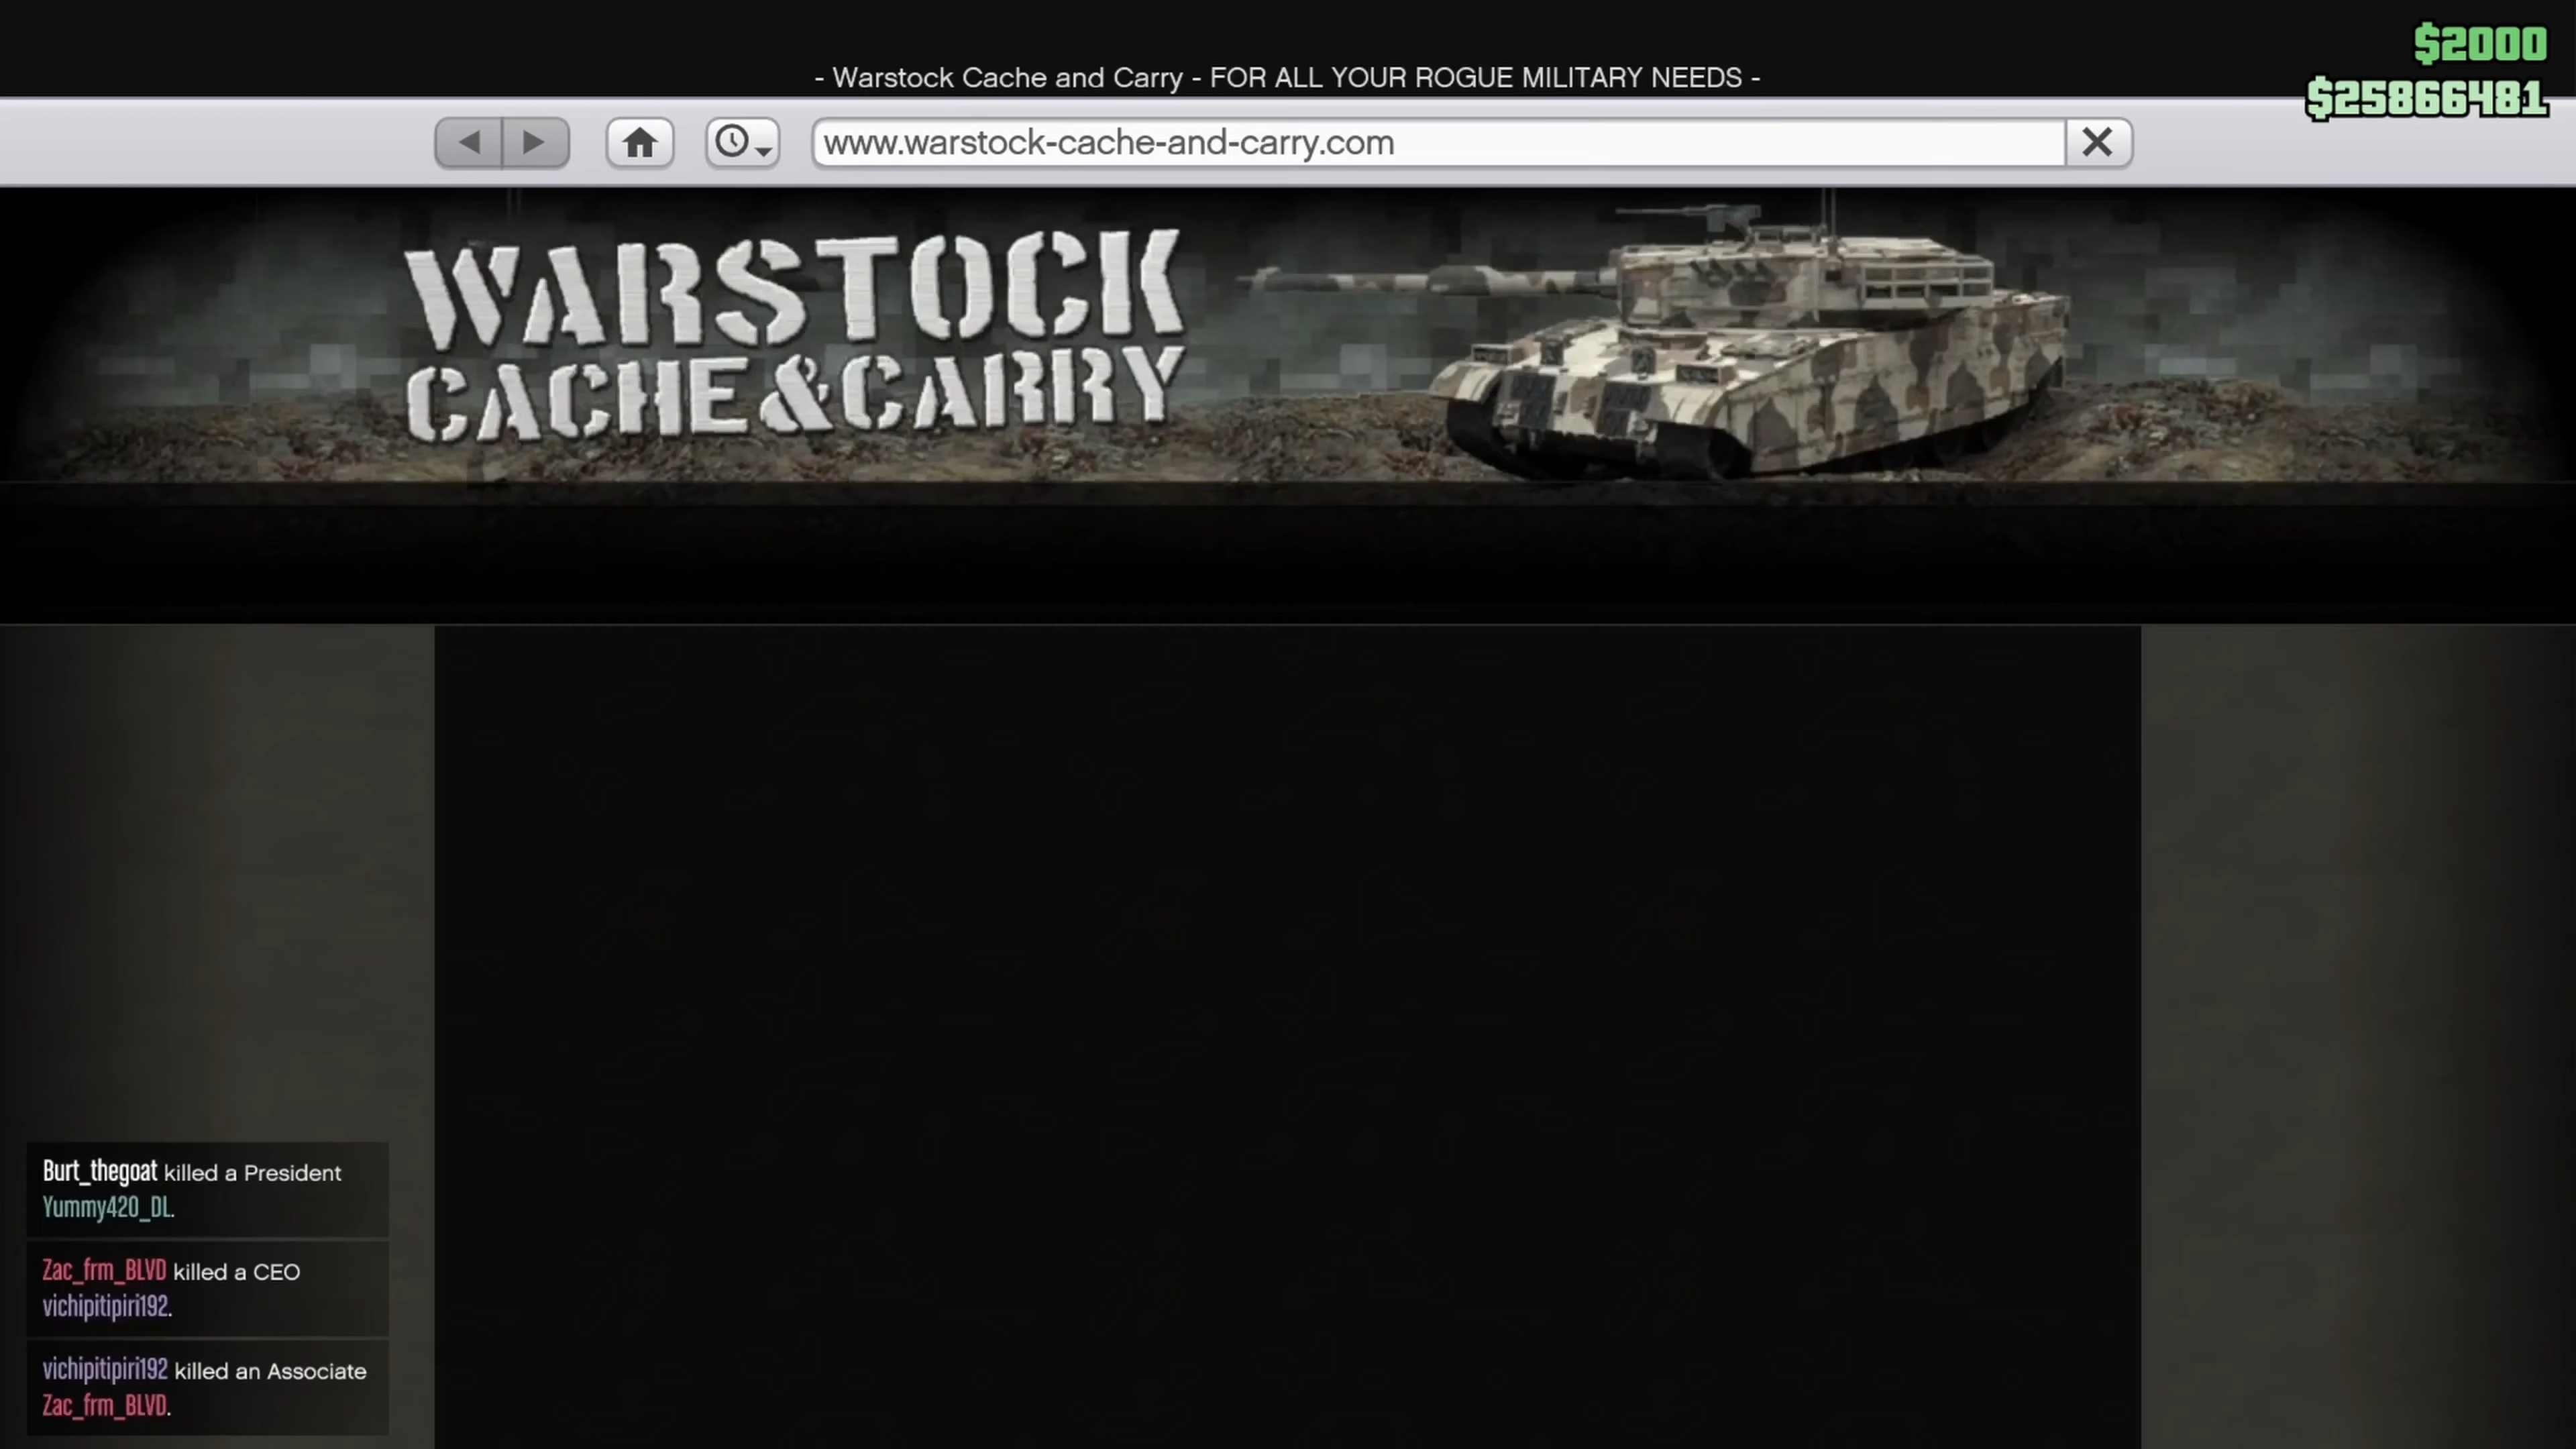 $2000
- Warstock Cache and Carry - FOR ALL YOUR ROGUE MILITARY NEEDS -
$25866481
www.warstock-cache-and-carry.com
WARSTOCK
CACHE&CARRY
Burt_thegoat killed a President
Yummy420_DL.
Zac_frm_BLVD killed a CEO
vichipitipiri192.
vichipitipiri192 killed an Associate
Zac_frm_BLVD.